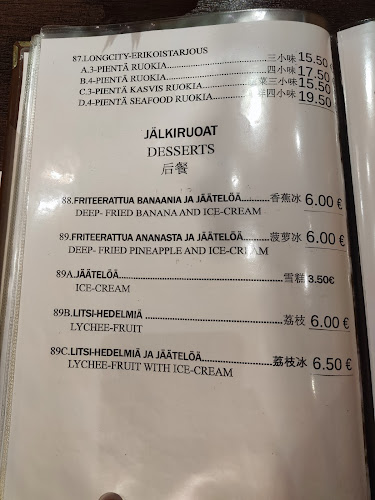 87.LONGCITY-ERIKOISTARJOUS
A.3-PIENTÄ RUOKIA 三小味 15.50
B.4-PIENTÄ RUOKIA 四小味 17.50
C.3-PIENTÄ KASVIS RUOKIA 菜三小味 15.50
D.4-PIENTÄ SEAFOOD RUOKIA 四小味 19.50
JÄLKIRUOAT
DESSERTS
后餐
88.FRITEERATTUA BANAANIA JA JÄÄTELÖÄ 香蕉冰 6.00 €
DEEP- FRIED BANANA AND ICE-CREAM
89.FRITEERATTUA ANANASTA JA JÄÄTELÖÄ 菠萝冰 6.00 €
DEEP- FRIED PINEAPPLE AND ICE-CREAM
89A.JÄÄTELÖÄ 雪糕 3.50€
ICE-CREAM
89B.LITSI-HEDELMIÄ 荔枝 6.00 €
LYCHEE-FRUIT
89C.LITSI-HEDELMIÄ JA JÄÄTELÖÄ 荔枝冰 6.50 €
LYCHEE-FRUIT WITH ICE-CREAM